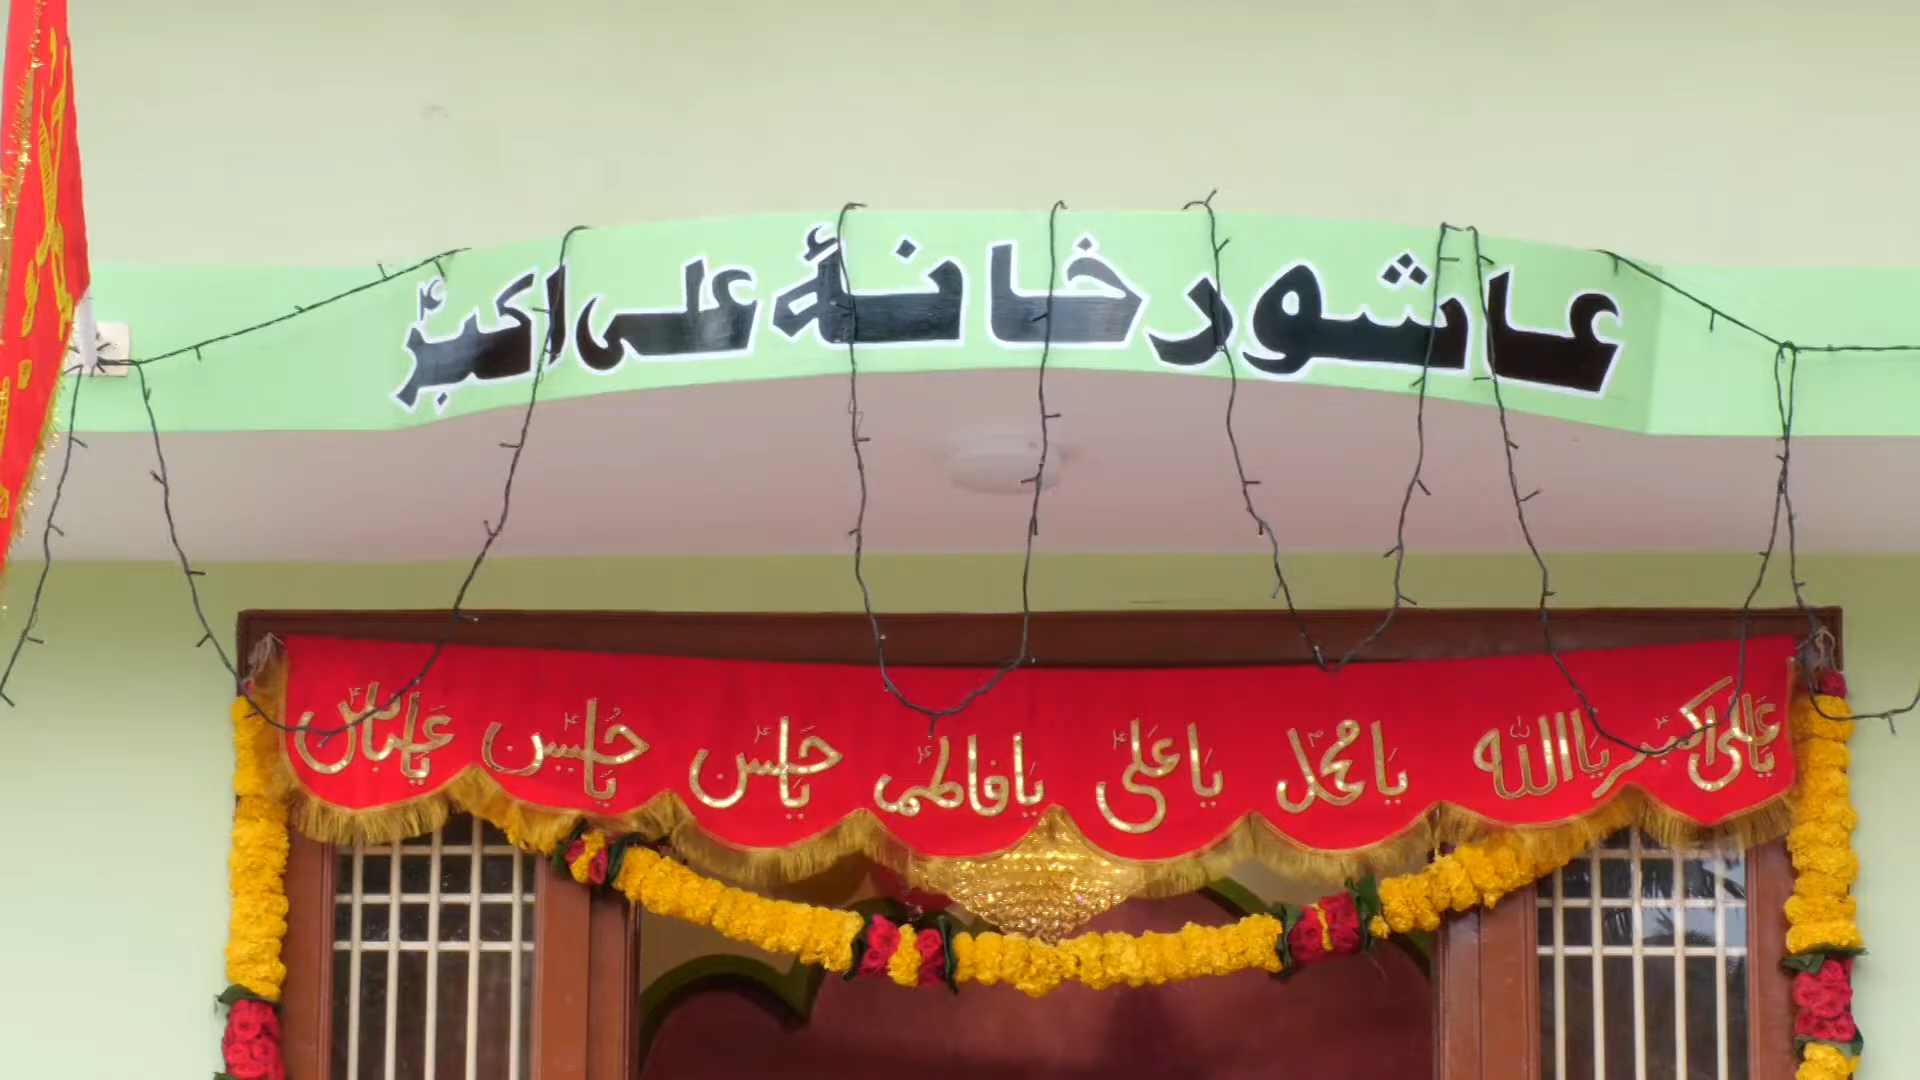 عاشور خانۂ علی اکبرؑ
یا علی اکبرؑ یا اللہ یا محمدؐ یا علیؑ یا فاطمہؑ یا حسنؑ یا حسینؑ یا عباسؑ